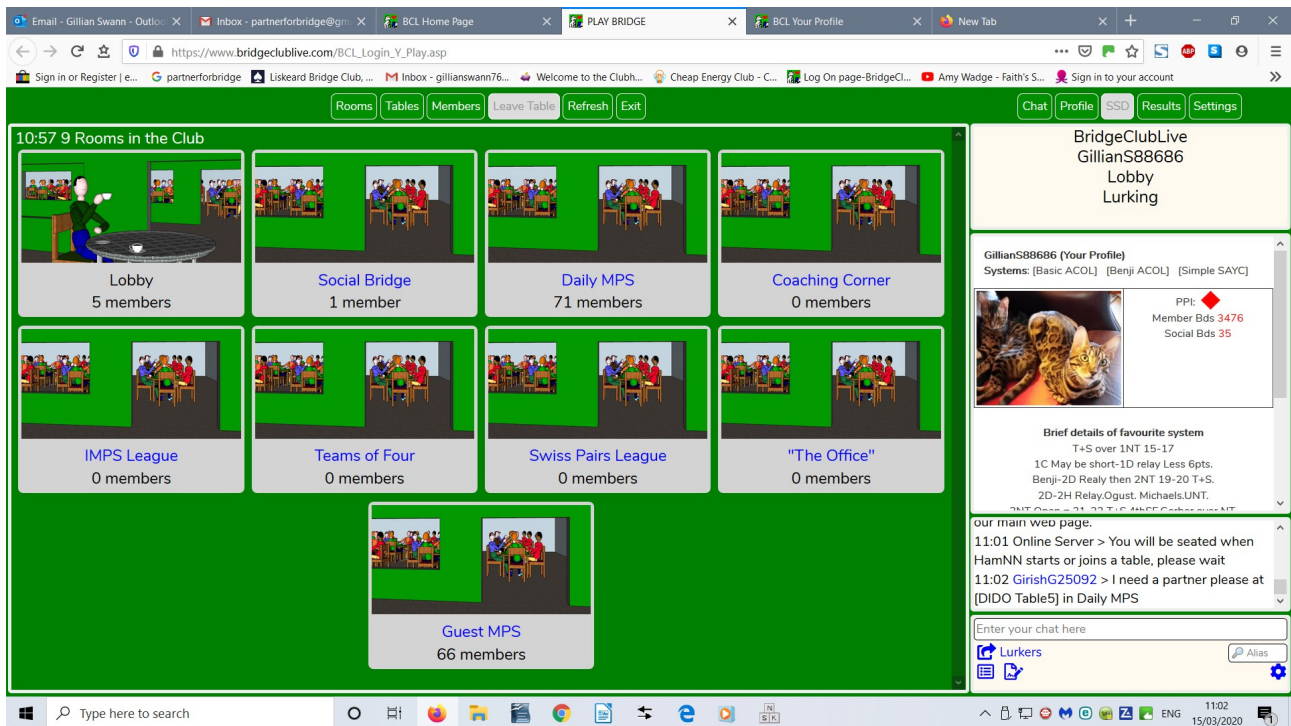 Email - Gillian Swann - Outloo
Inbox - partnerforbridge@gm
BCL Home Page
PLAY BRIDGE
BCL Your Profile
New Tab
https://www.bridgeclublive.com/BCL_Login_Y_Play.asp
Sign in or Register | e...
partnerforbridge
Liskeard Bridge Club, ...
Inbox - gillianswann76...
Welcome to the Clubh...
Cheap Energy Club - C...
Log On page-BridgeCl...
Amy Wadge - Faith's S...
Sign in to your account
Rooms
Tables
Members
Leave Table
Refresh
Exit
Chat
Profile
SSD
Results
Settings
10:57 9 Rooms in the Club
Lobby
5 members
Social Bridge
1 member
Daily MPS
71 members
Coaching Corner
0 members
IMPS League
0 members
Teams of Four
0 members
Swiss Pairs League
0 members
"The Office"
0 members
Guest MPS
66 members
BridgeClubLive
GillianS88686
Lobby
Lurking
GillianS88686 (Your Profile)
Systems: [Basic ACOL] [Benji ACOL] [Simple SAYC]
PPI:
Member Bds 3476
Social Bds 35
Brief details of favourite system
T+S over 1NT 15-17
1C May be short-1D relay Less 6pts.
Benji-2D Realy then 2NT 19-20 T+S.
2D-2H Relay.Ogust. Michaels.UNT.
2NT Open = 21-22 T+S 4thSF Gerber over NT
our main web page.
11:01 Online Server > You will be seated when
HamNN starts or joins a table, please wait
11:02 GirishG25092 > I need a partner please at
[DIDO Table5] in Daily MPS
Enter your chat here
Lurkers
Alias
Type here to search
ENG
11:02
15/03/2020